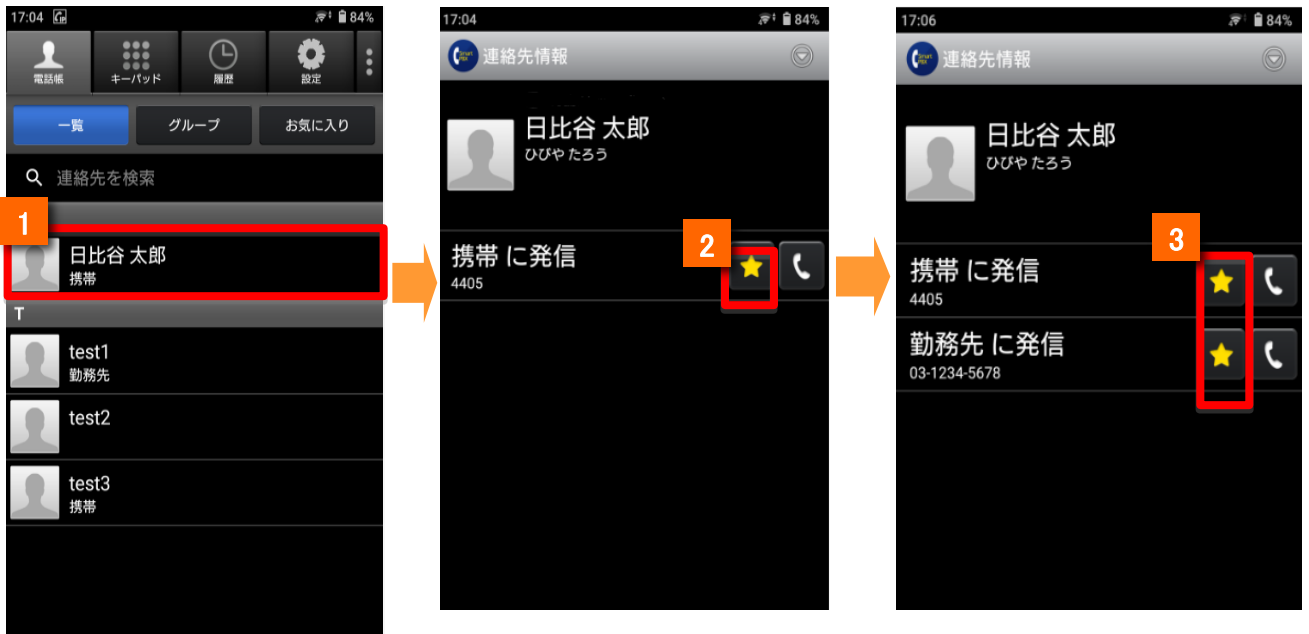 17:04
84%
電話帳
キーパッド
履歴
設定
一覧
グループ
お気に入り
連絡先を検索
1
日比谷 太郎
携帯
T
test1
勤務先
test2
test3
携帯
17:04
84%
連絡先情報
日比谷 太郎
ひびや たろう
携帯 に発信
4405
2
17:06
84%
連絡先情報
日比谷 太郎
ひびや たろう
3
携帯 に発信
4405
勤務先 に発信
03-1234-5678